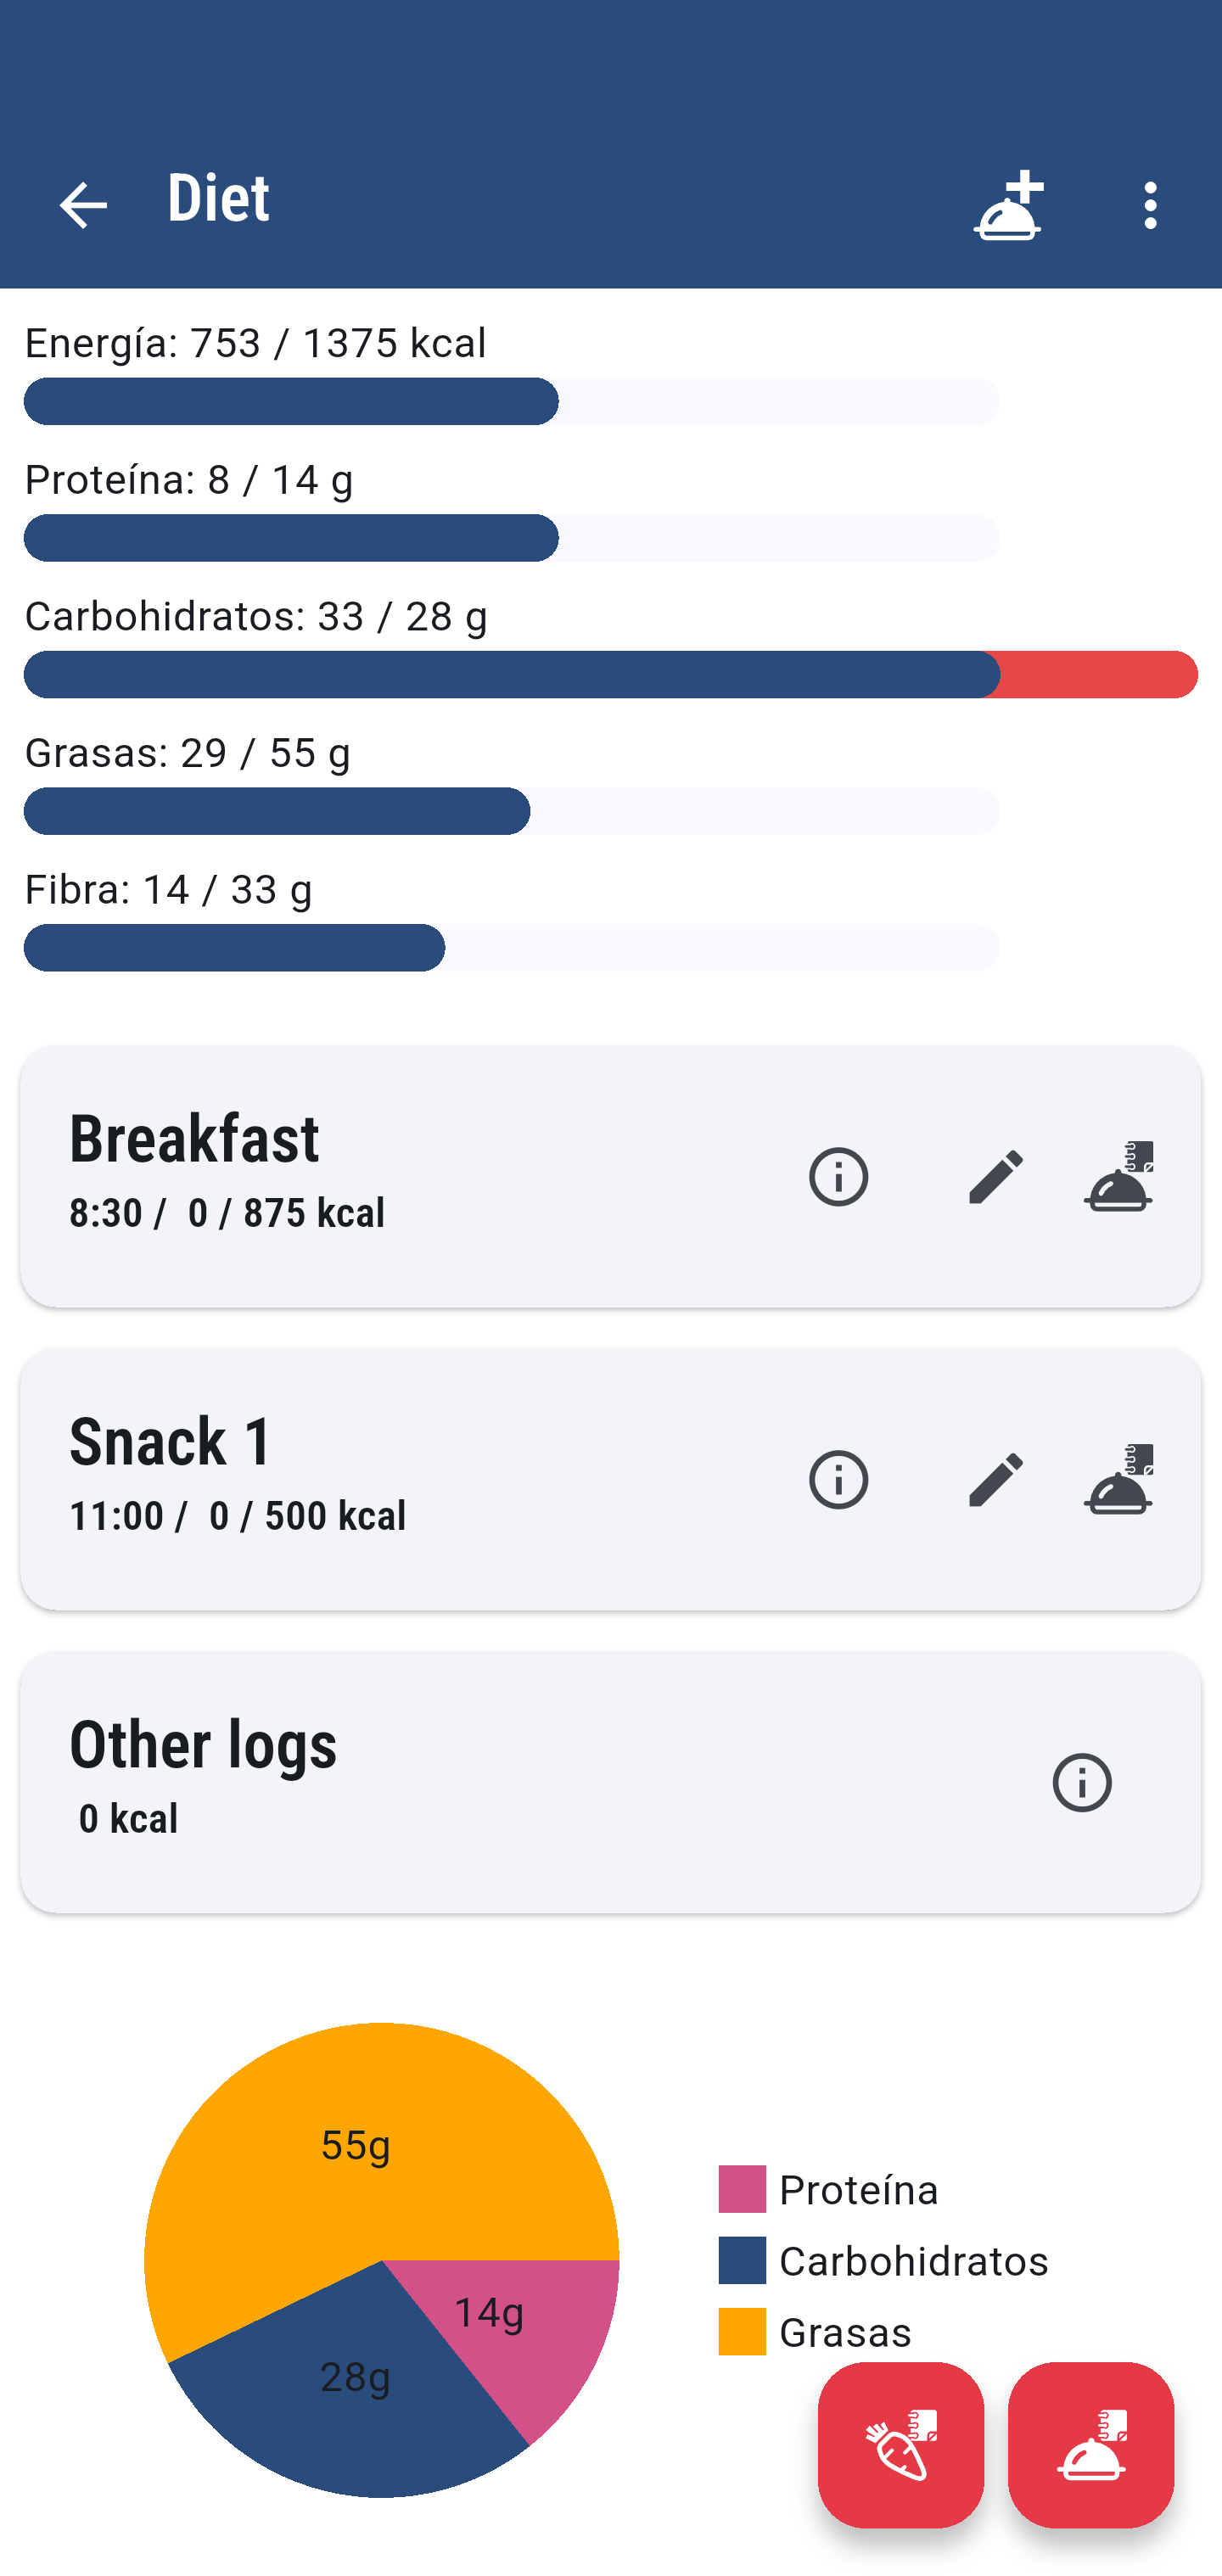 Diet
Energía: 753 / 1375 kcal
Proteína: 8 / 14 g
Carbohidratos: 33 / 28 g
Grasas: 29 / 55 g
Fibra: 14 / 33 g
Breakfast
8:30 /  0 / 875 kcal
Snack 1
11:00 /  0 / 500 kcal
Other logs
0 kcal
55g
14g
28g
Proteína
Carbohidratos
Grasas